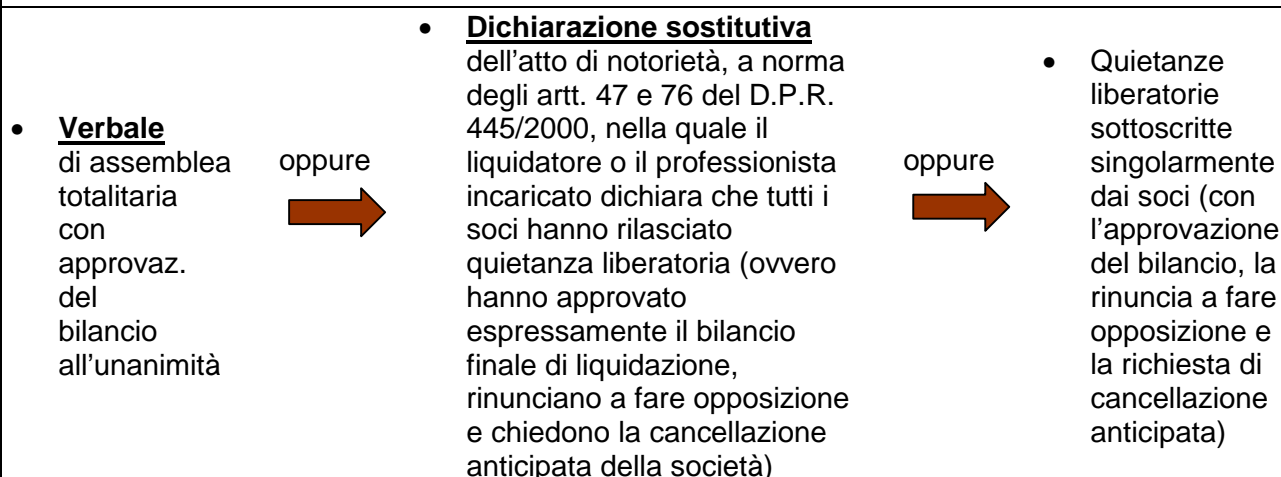 • Verbale
di assemblea
totalitaria
con
approvaz.
del
bilancio
all’unanimità
oppure
• Dichiarazione sostitutiva
dell’atto di notorietà, a norma
degli artt. 47 e 76 del D.P.R.
445/2000, nella quale il
liquidatore o il professionista
incaricato dichiara che tutti i
soci hanno rilasciato
quietanza liberatoria (ovvero
hanno approvato
espressamente il bilancio
finale di liquidazione,
rinunciano a fare opposizione
e chiedono la cancellazione
anticipata della società)
oppure
• Quietanze
liberatorie
sottoscritte
singolarmente
dai soci (con
l’approvazione
del bilancio, la
rinuncia a fare
opposizione e
la richiesta di
cancellazione
anticipata)